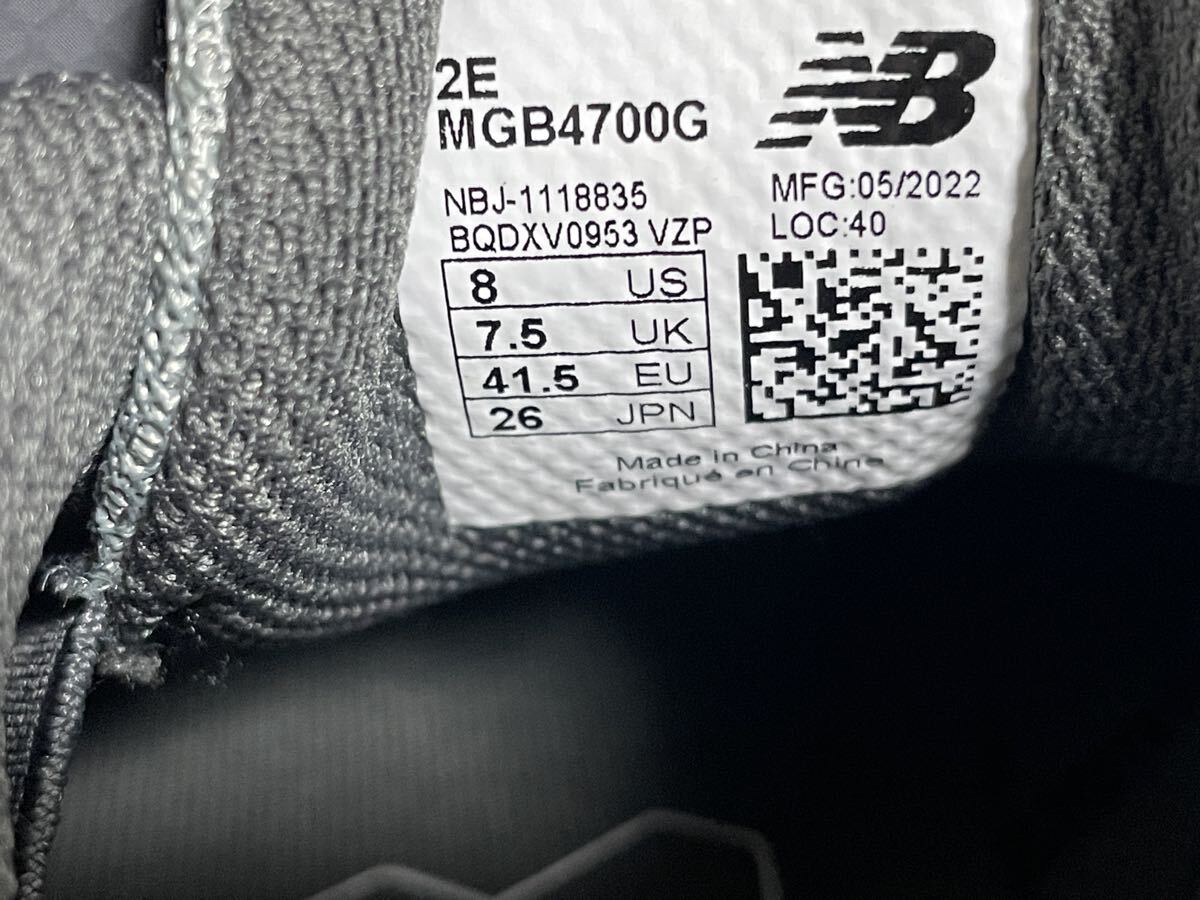 2E
MGB4700G
NB
NBJ-1118835
BQDXV0953 VZP
MFG:05/2022
LOC:40
8 US
7.5 UK
41.5 EU
26 JPN
Made in China
Fabriqué en Chine